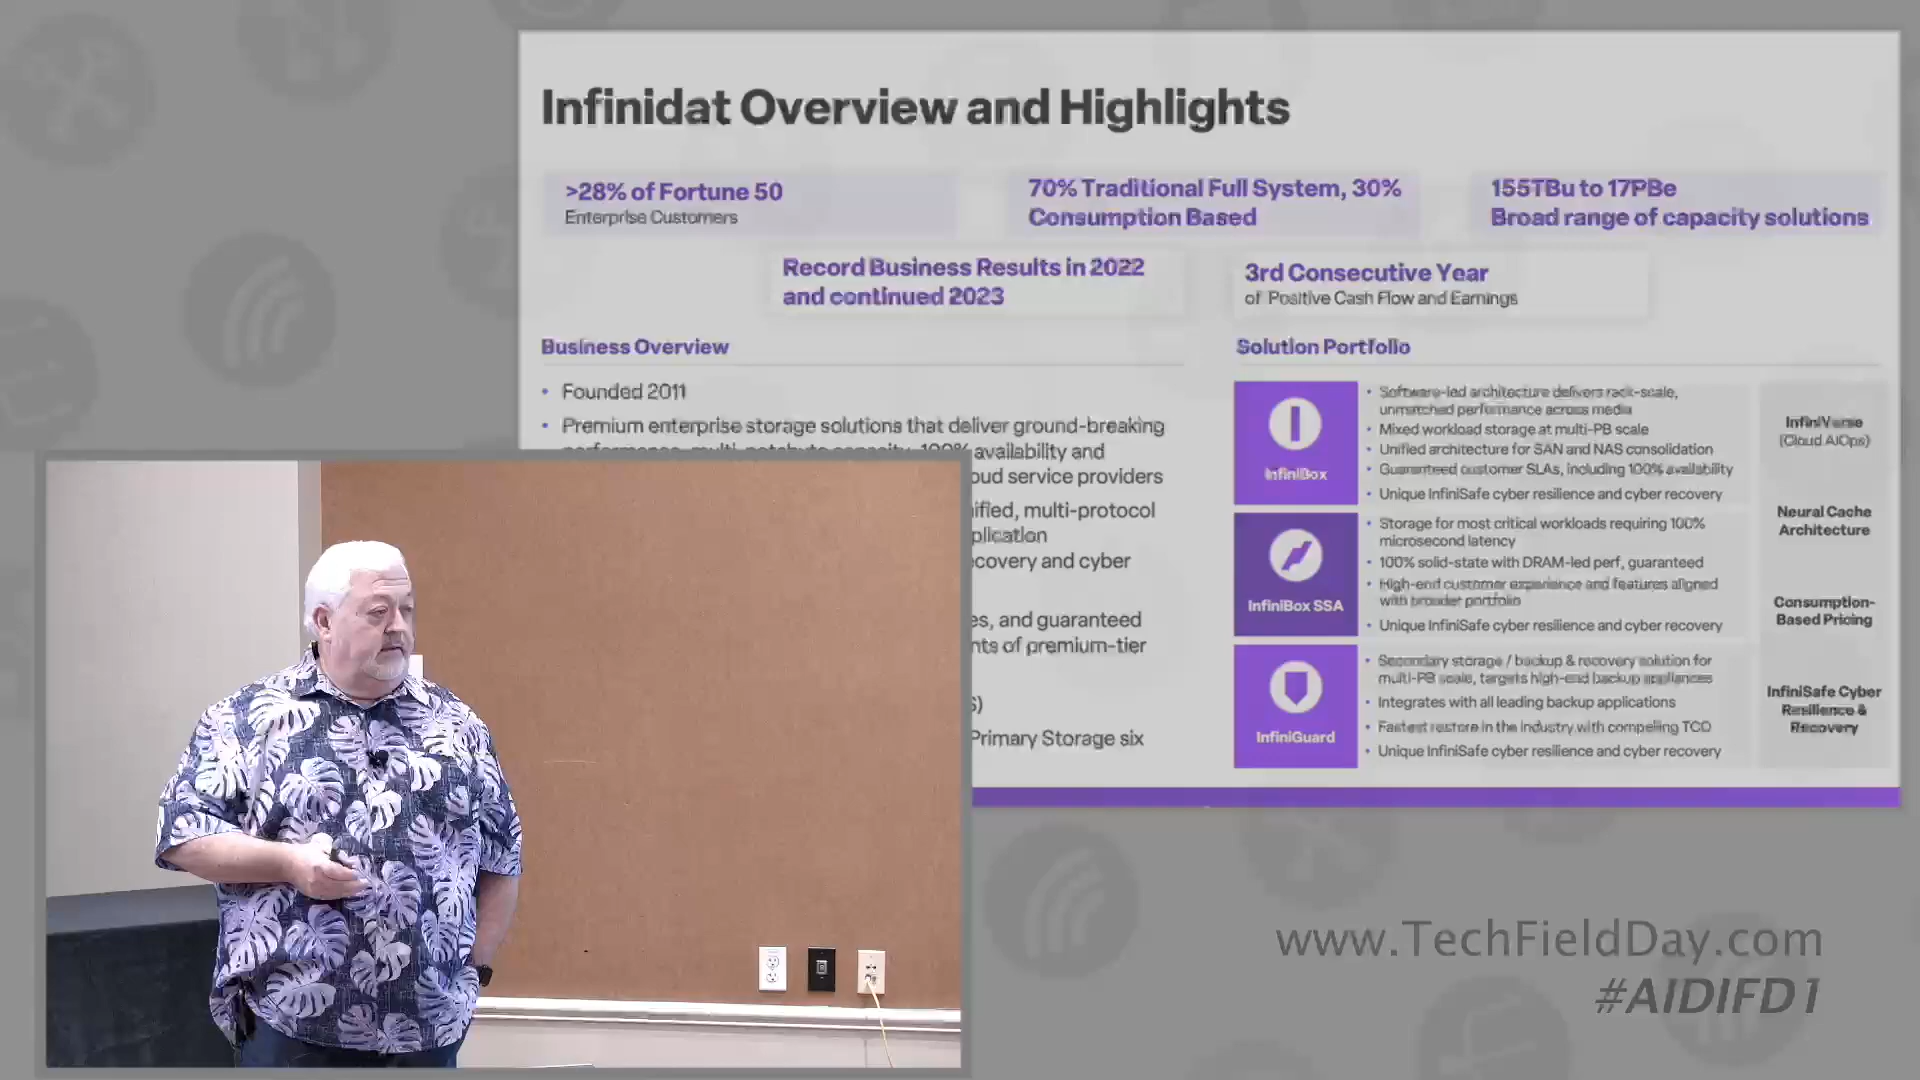 Infinidat Overview and Highlights
>28% of Fortune 50
Enterprise Customers
70% Traditional Full System, 30%
Consumption Based
155TBu to 17PBe
Broad range of capacity solutions
Record Business Results in 2022
and continued 2023
3rd Consecutive Year
of Positive Cash Flow and Earnings
Business Overview
• Founded 2011
• Premium enterprise storage solutions that deliver ground-breaking
performance, multi-petabyte capacity, 100% availability and
oud service providers
ified, multi-protocol
plication
ecovery and cyber
es, and guaranteed
nts of premium-tier
S)
Primary Storage six
Solution Portfolio
InfiniBox
• Software-led architecture delivers rack-scale,
unmatched performance across media
• Mixed workload storage at multi-PB scale
• Unified architecture for SAN and NAS consolidation
• Guaranteed customer SLAs, including 100% availability
• Unique InfiniSafe cyber resilience and cyber recovery
InfiniBox SSA
• Storage for most critical workloads requiring 100%
microsecond latency
• 100% solid-state with DRAM-led perf, guaranteed
• High-end customer experience and features aligned
with broader portfolio
• Unique InfiniSafe cyber resilience and cyber recovery
InfiniGuard
• Secondary storage / backup & recovery solution for
multi-PB scale, targets high-end backup appliances
• Integrates with all leading backup applications
• Fastest restore in the industry with compelling TCO
• Unique InfiniSafe cyber resilience and cyber recovery
InfiniVerse
(Cloud AIOps)
Neural Cache
Architecture
Consumption-
Based Pricing
InfiniSafe Cyber
Resilience &
Recovery
www.TechFieldDay.com
#AIDIFD1